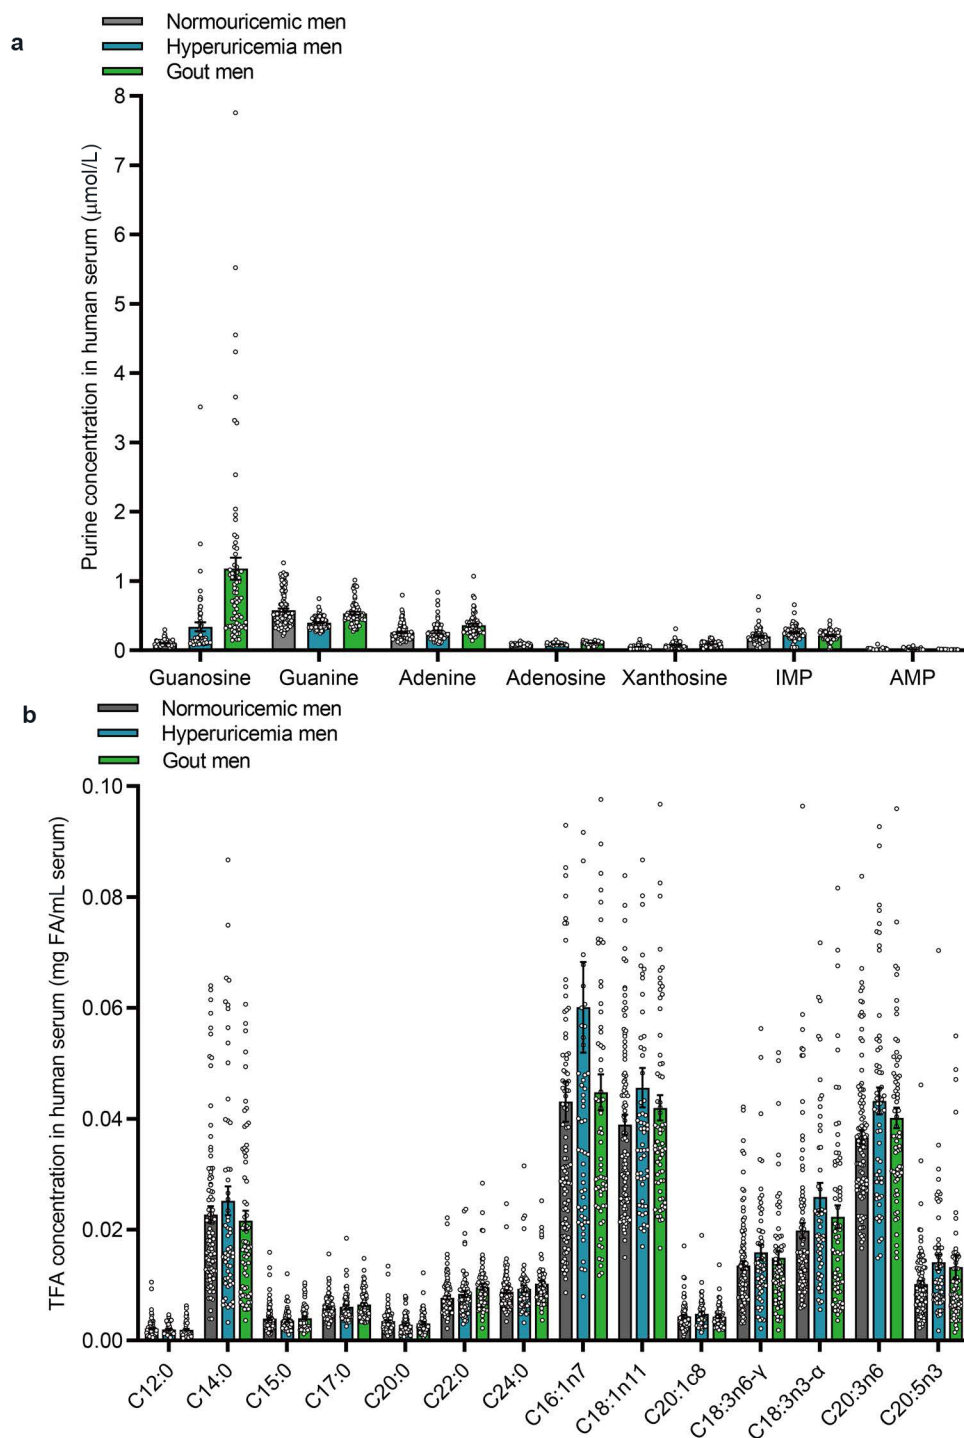 a
Normouricemic men
Hyperuricemia men
Gout men
Purine concentration in human serum (μmol/L)
8
7
6
5
4
3
2
1
0
Guanosine Guanine Adenine Adenosine Xanthosine IMP AMP
b
Normouricemic men
Hyperuricemia men
Gout men
TFA concentration in human serum (mg FA/mL serum)
0.10
0.08
0.06
0.04
0.02
0.00
C12:0 C14:0 C15:0 C17:0 C20:0 C22:0 C24:0 C16:1n7 C18:1n11 C20:1c8 C18:3n6-γ C18:3n3-α C20:3n6 C20:5n3